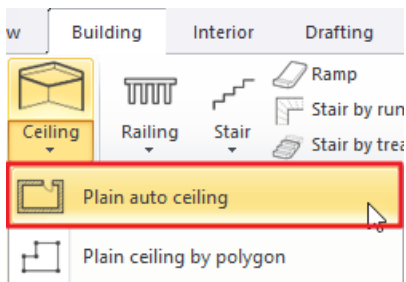 w Building Interior Drafting
Ceiling Railing Stair
Ramp
Stair by run
Stair by trea
Plain auto ceiling
Plain ceiling by polygon